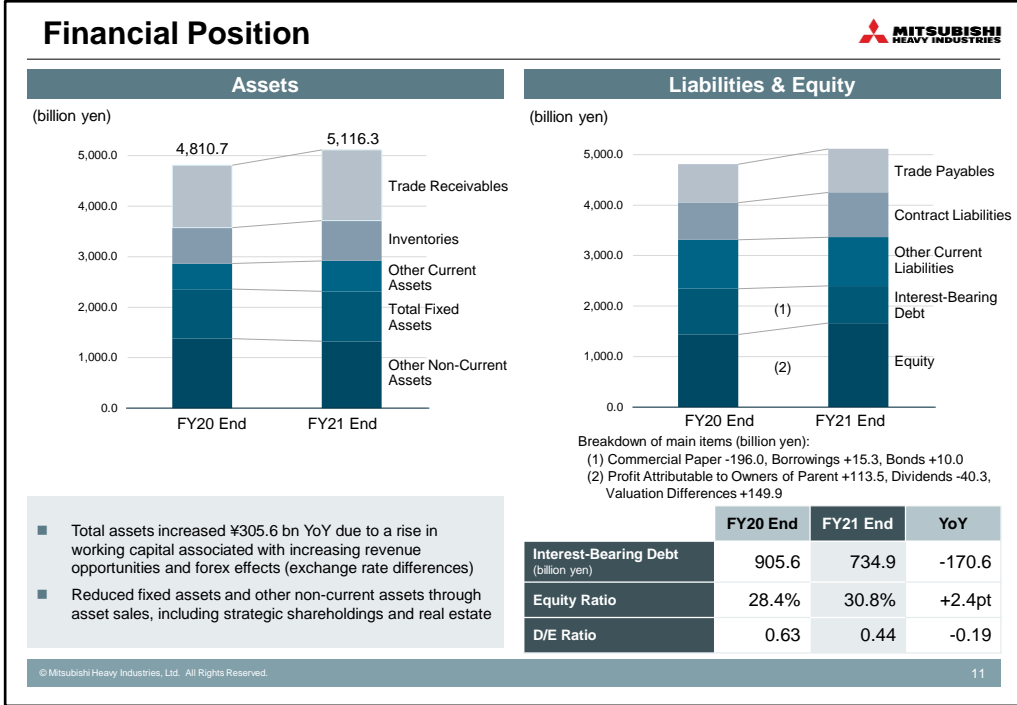 Financial Position
MITSUBISHI
HEAVY INDUSTRIES
Assets
(billion yen)
4,810.7
5,116.3
5,000.0
4,000.0
3,000.0
2,000.0
1,000.0
0.0
Trade Receivables
Inventories
Other Current
Assets
Total Fixed
Assets
Other Non-Current
Assets
FY20 End
FY21 End
Liabilities & Equity
(billion yen)
5,000.0
4,000.0
3,000.0
2,000.0
1,000.0
0.0
(1)
(2)
Trade Payables
Contract Liabilities
Other Current
Liabilities
Interest-Bearing
Debt
Equity
FY20 End
FY21 End
Breakdown of main items (billion yen):
(1) Commercial Paper -196.0, Borrowings +15.3, Bonds +10.0
(2) Profit Attributable to Owners of Parent +113.5, Dividends -40.3,
Valuation Differences +149.9
■ Total assets increased ¥305.6 bn YoY due to a rise in
working capital associated with increasing revenue
opportunities and forex effects (exchange rate differences)
■ Reduced fixed assets and other non-current assets through
asset sales, including strategic shareholdings and real estate
FY20 End FY21 End YoY
Interest-Bearing Debt
(billion yen)
905.6 734.9 -170.6
Equity Ratio 28.4% 30.8% +2.4pt
D/E Ratio 0.63 0.44 -0.19
© Mitsubishi Heavy Industries, Ltd. All Rights Reserved.
11